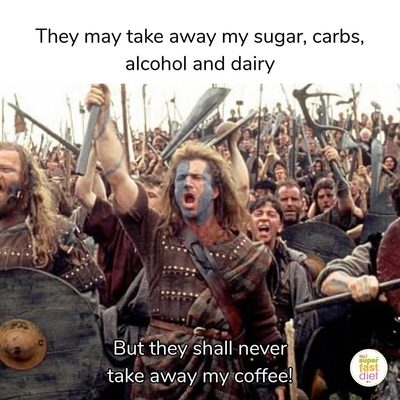 They may take away my sugar, carbs,
alcohol and dairy
But they shall never
take away my coffee!
super
fast
diet